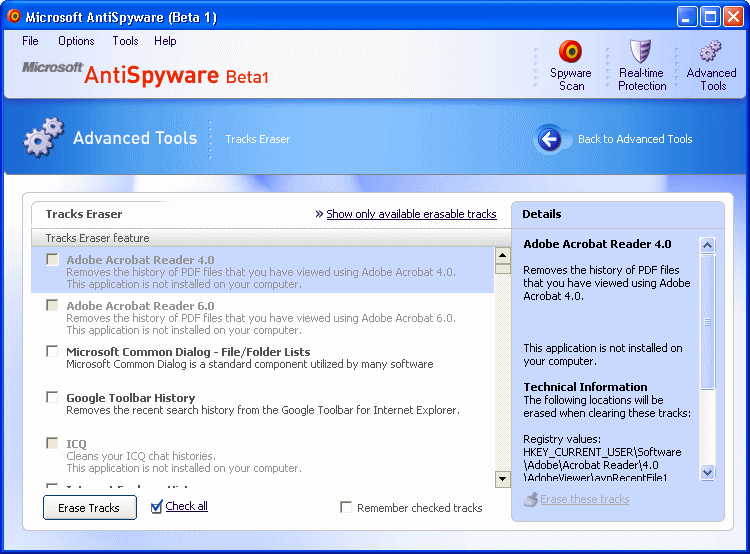 Microsoft AntiSpyware (Beta 1)
File Options Tools Help
Microsoft AntiSpyware Beta1
Spyware Scan
Real-time Protection
Advanced Tools
Advanced Tools
Tracks Eraser
Back to Advanced Tools
Tracks Eraser
» Show only available erasable tracks
Tracks Eraser feature
Adobe Acrobat Reader 4.0
Removes the history of PDF files that you have viewed using Adobe Acrobat 4.0.
This application is not installed on your computer.
Adobe Acrobat Reader 6.0
Removes the history of PDF files that you have viewed using Adobe Acrobat 6.0.
This application is not installed on your computer.
Microsoft Common Dialog - File/Folder Lists
Microsoft Common Dialog is a standard component utilized by many software
Google Toolbar History
Removes the recent search history from the Google Toolbar for Internet Explorer.
ICQ
Cleans your ICQ chat histories.
This application is not installed on your computer.
Erase Tracks
Check all
Remember checked tracks
Details
Adobe Acrobat Reader 4.0
Removes the history of PDF files
that you have viewed using Adobe
Acrobat 4.0.
This application is not installed on
your computer.
Technical Information
The following locations will be
erased when clearing these tracks:
Registry values:
HKEY_CURRENT_USER\Software
\Adobe\Acrobat Reader\4.0
\AdobeViewer\avpRecentFile1
Erase these tracks